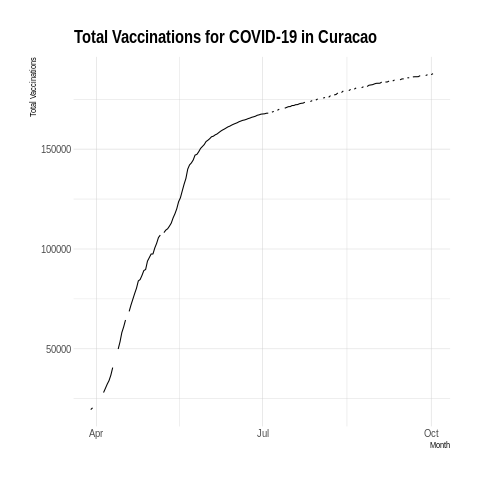 Total Vaccinations for COVID-19 in Curacao
Total Vaccinations
150000
100000
50000
Apr
Jul
Oct
Month